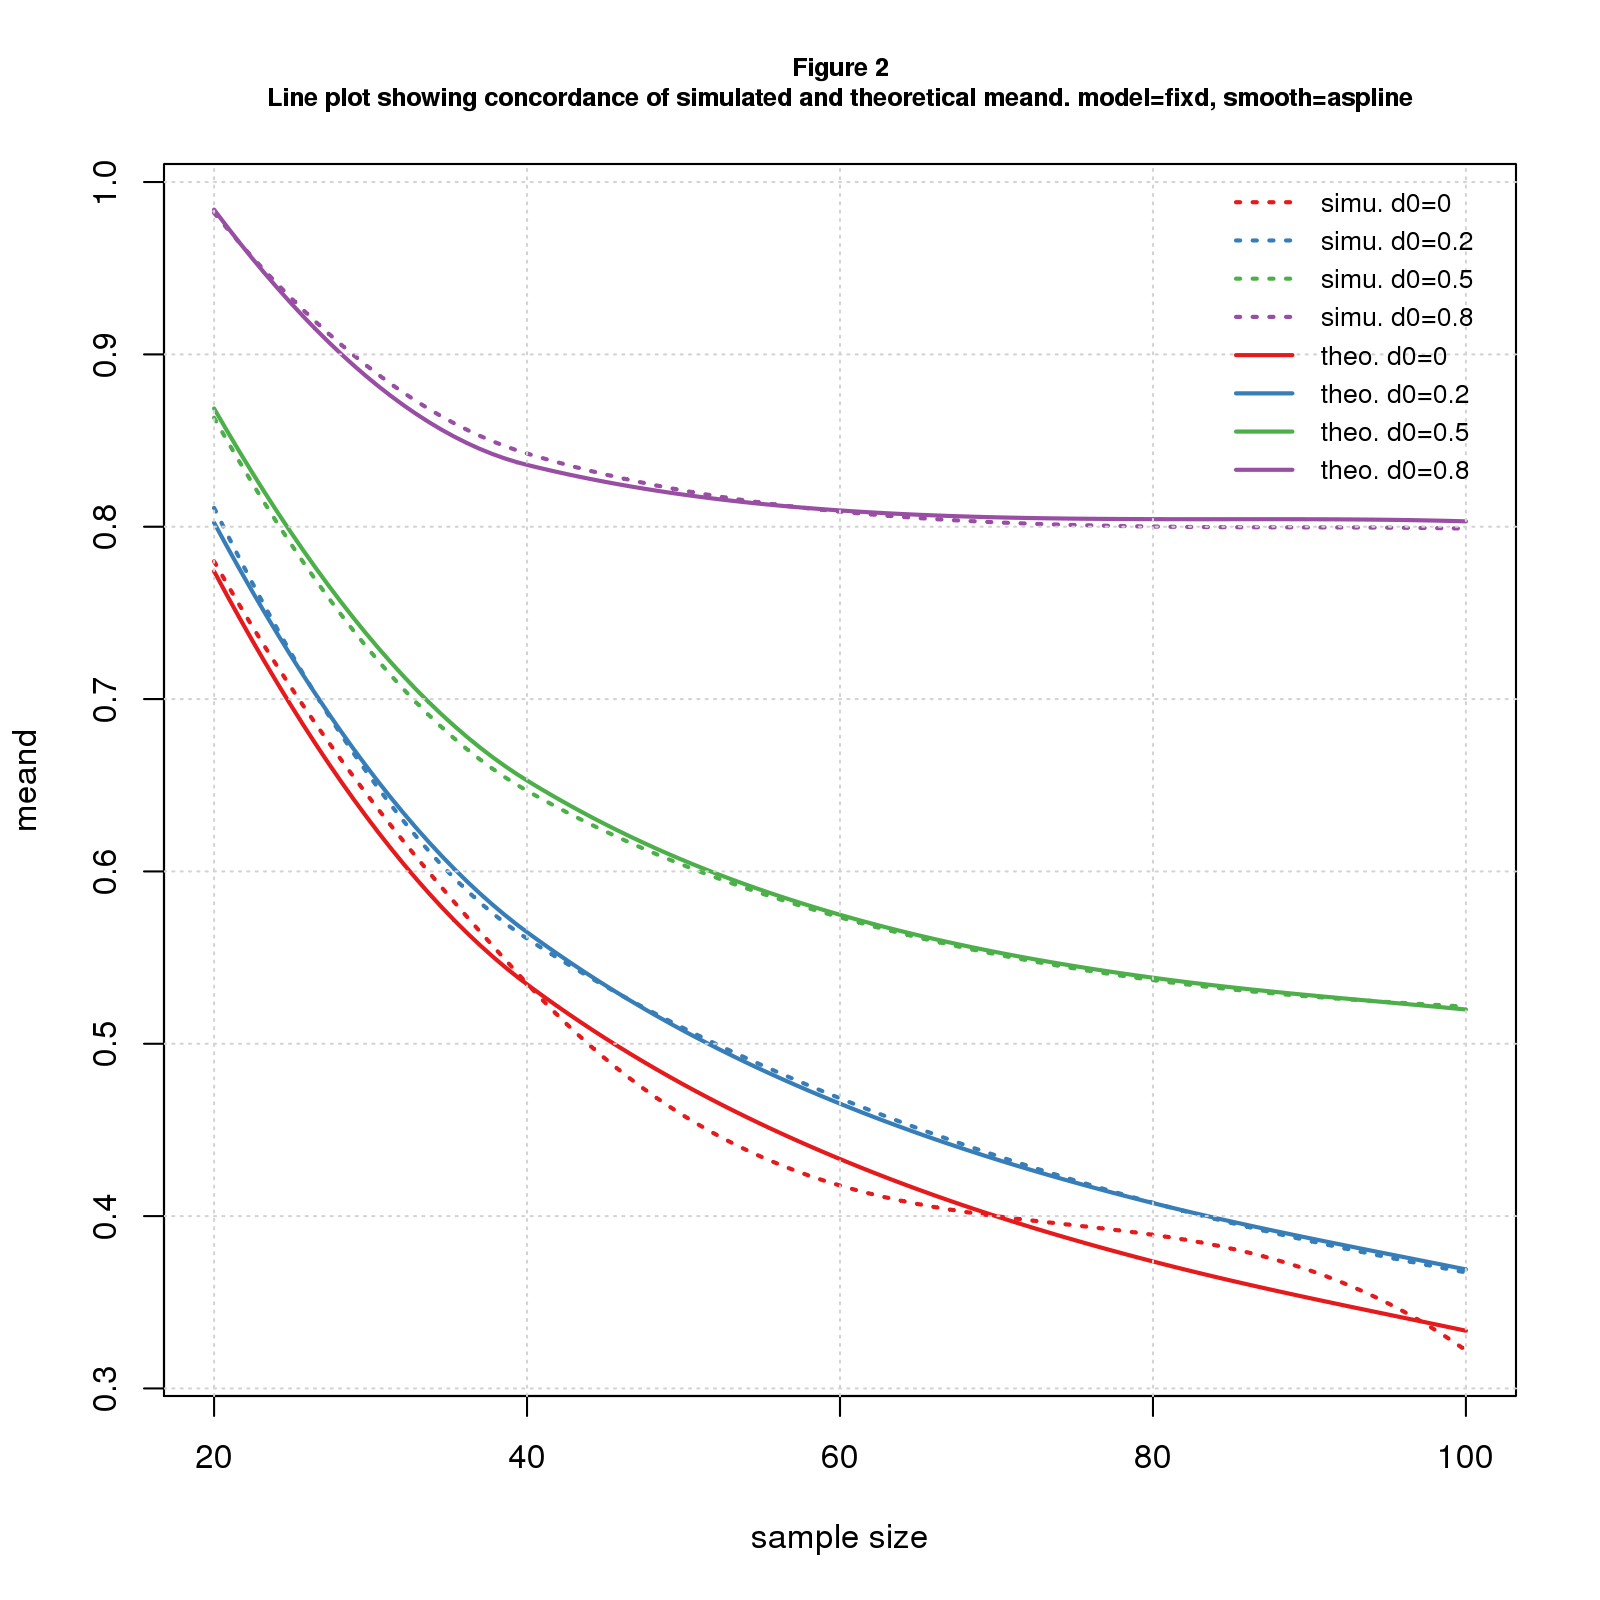 Figure 2
Line plot showing concordance of simulated and theoretical meand. model=fixd, smooth=aspline
simu. d0=0
simu. d0=0.2
simu. d0=0.5
simu. d0=0.8
theo. d0=0
theo. d0=0.2
theo. d0=0.5
theo. d0=0.8
meand
1.0
0.9
0.8
0.7
0.6
0.5
0.4
0.3
20 40 60 80 100
sample size